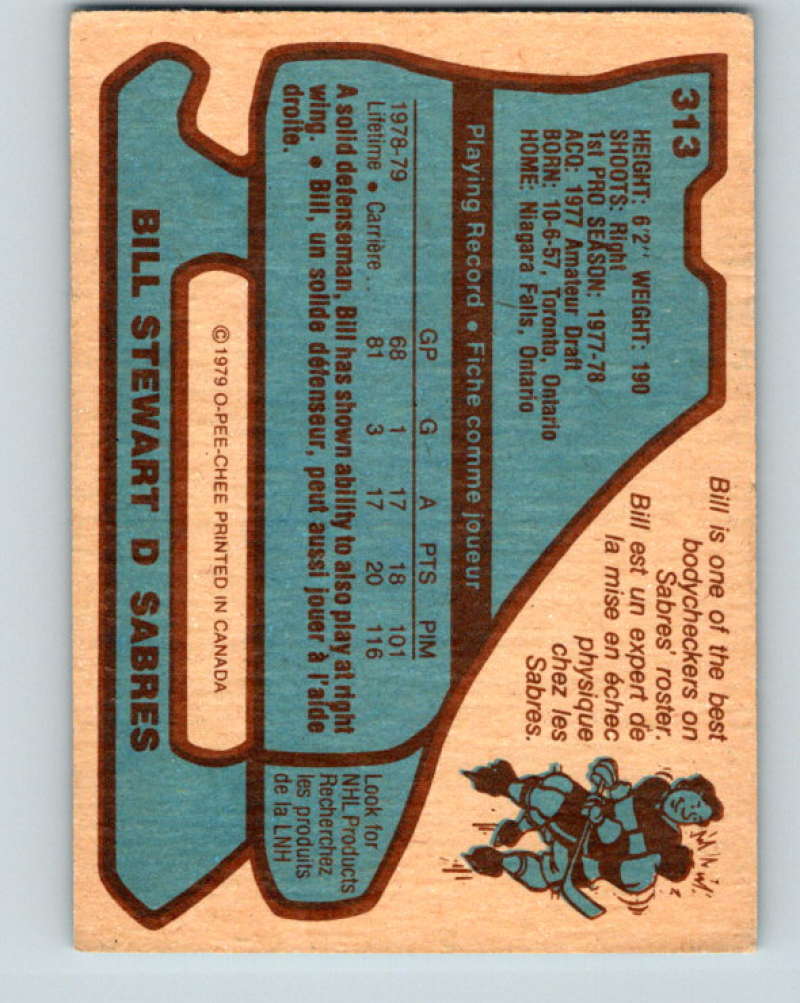 313
HEIGHT: 6'2" WEIGHT: 190
SHOOTS: Right
1st PRO SEASON: 1977-78
ACQ: 1977 Amateur Draft
BORN: 10-6-57, Toronto, Ontario
HOME: Niagara Falls, Ontario
Bill is one of the best
bodycheckers on
Sabres' roster.
Bill est un expert de
la mise en échec
physique
chez les
Sabres.
Playing Record • Fiche comme joueur
GP G A PTS PIM
1978-79 68 1 17 18 101
Lifetime • Carrière .. 81 3 17 20 116
A solid defenseman, Bill has shown ability to also play at right
wing. • Bill, un solide défenseur, peut aussi jouer à l'aide
droite.
Look for
NHL Products
Recherchez
les produits
de la LNH
© 1979 O-PEE-CHEE PRINTED IN CANADA
BILL STEWART D SABRES